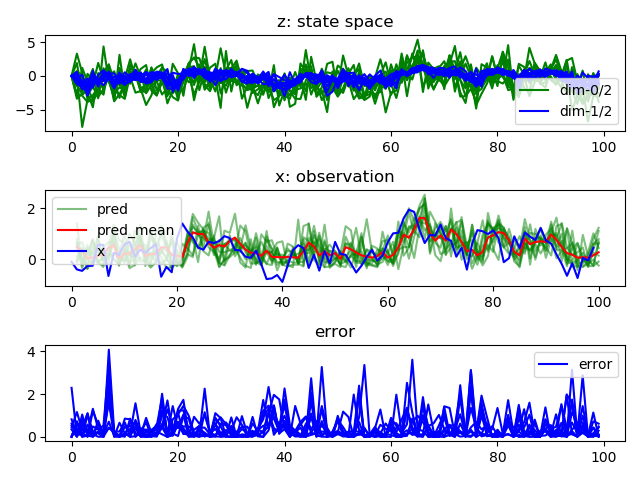 z: state space
5
0
−5
dim-0/2
dim-1/2
0 20 40 60 80 100
x: observation
2
0
pred
pred_mean
x
0 20 40 60 80 100
error
4
2
0
error
0 20 40 60 80 100